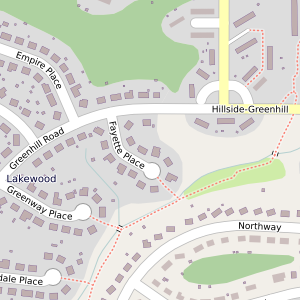 Empire Place
Hillside-Greenhill
Greenhill Road
Fayette Place
Lakewood
Greenway Place
Northway
dale Place